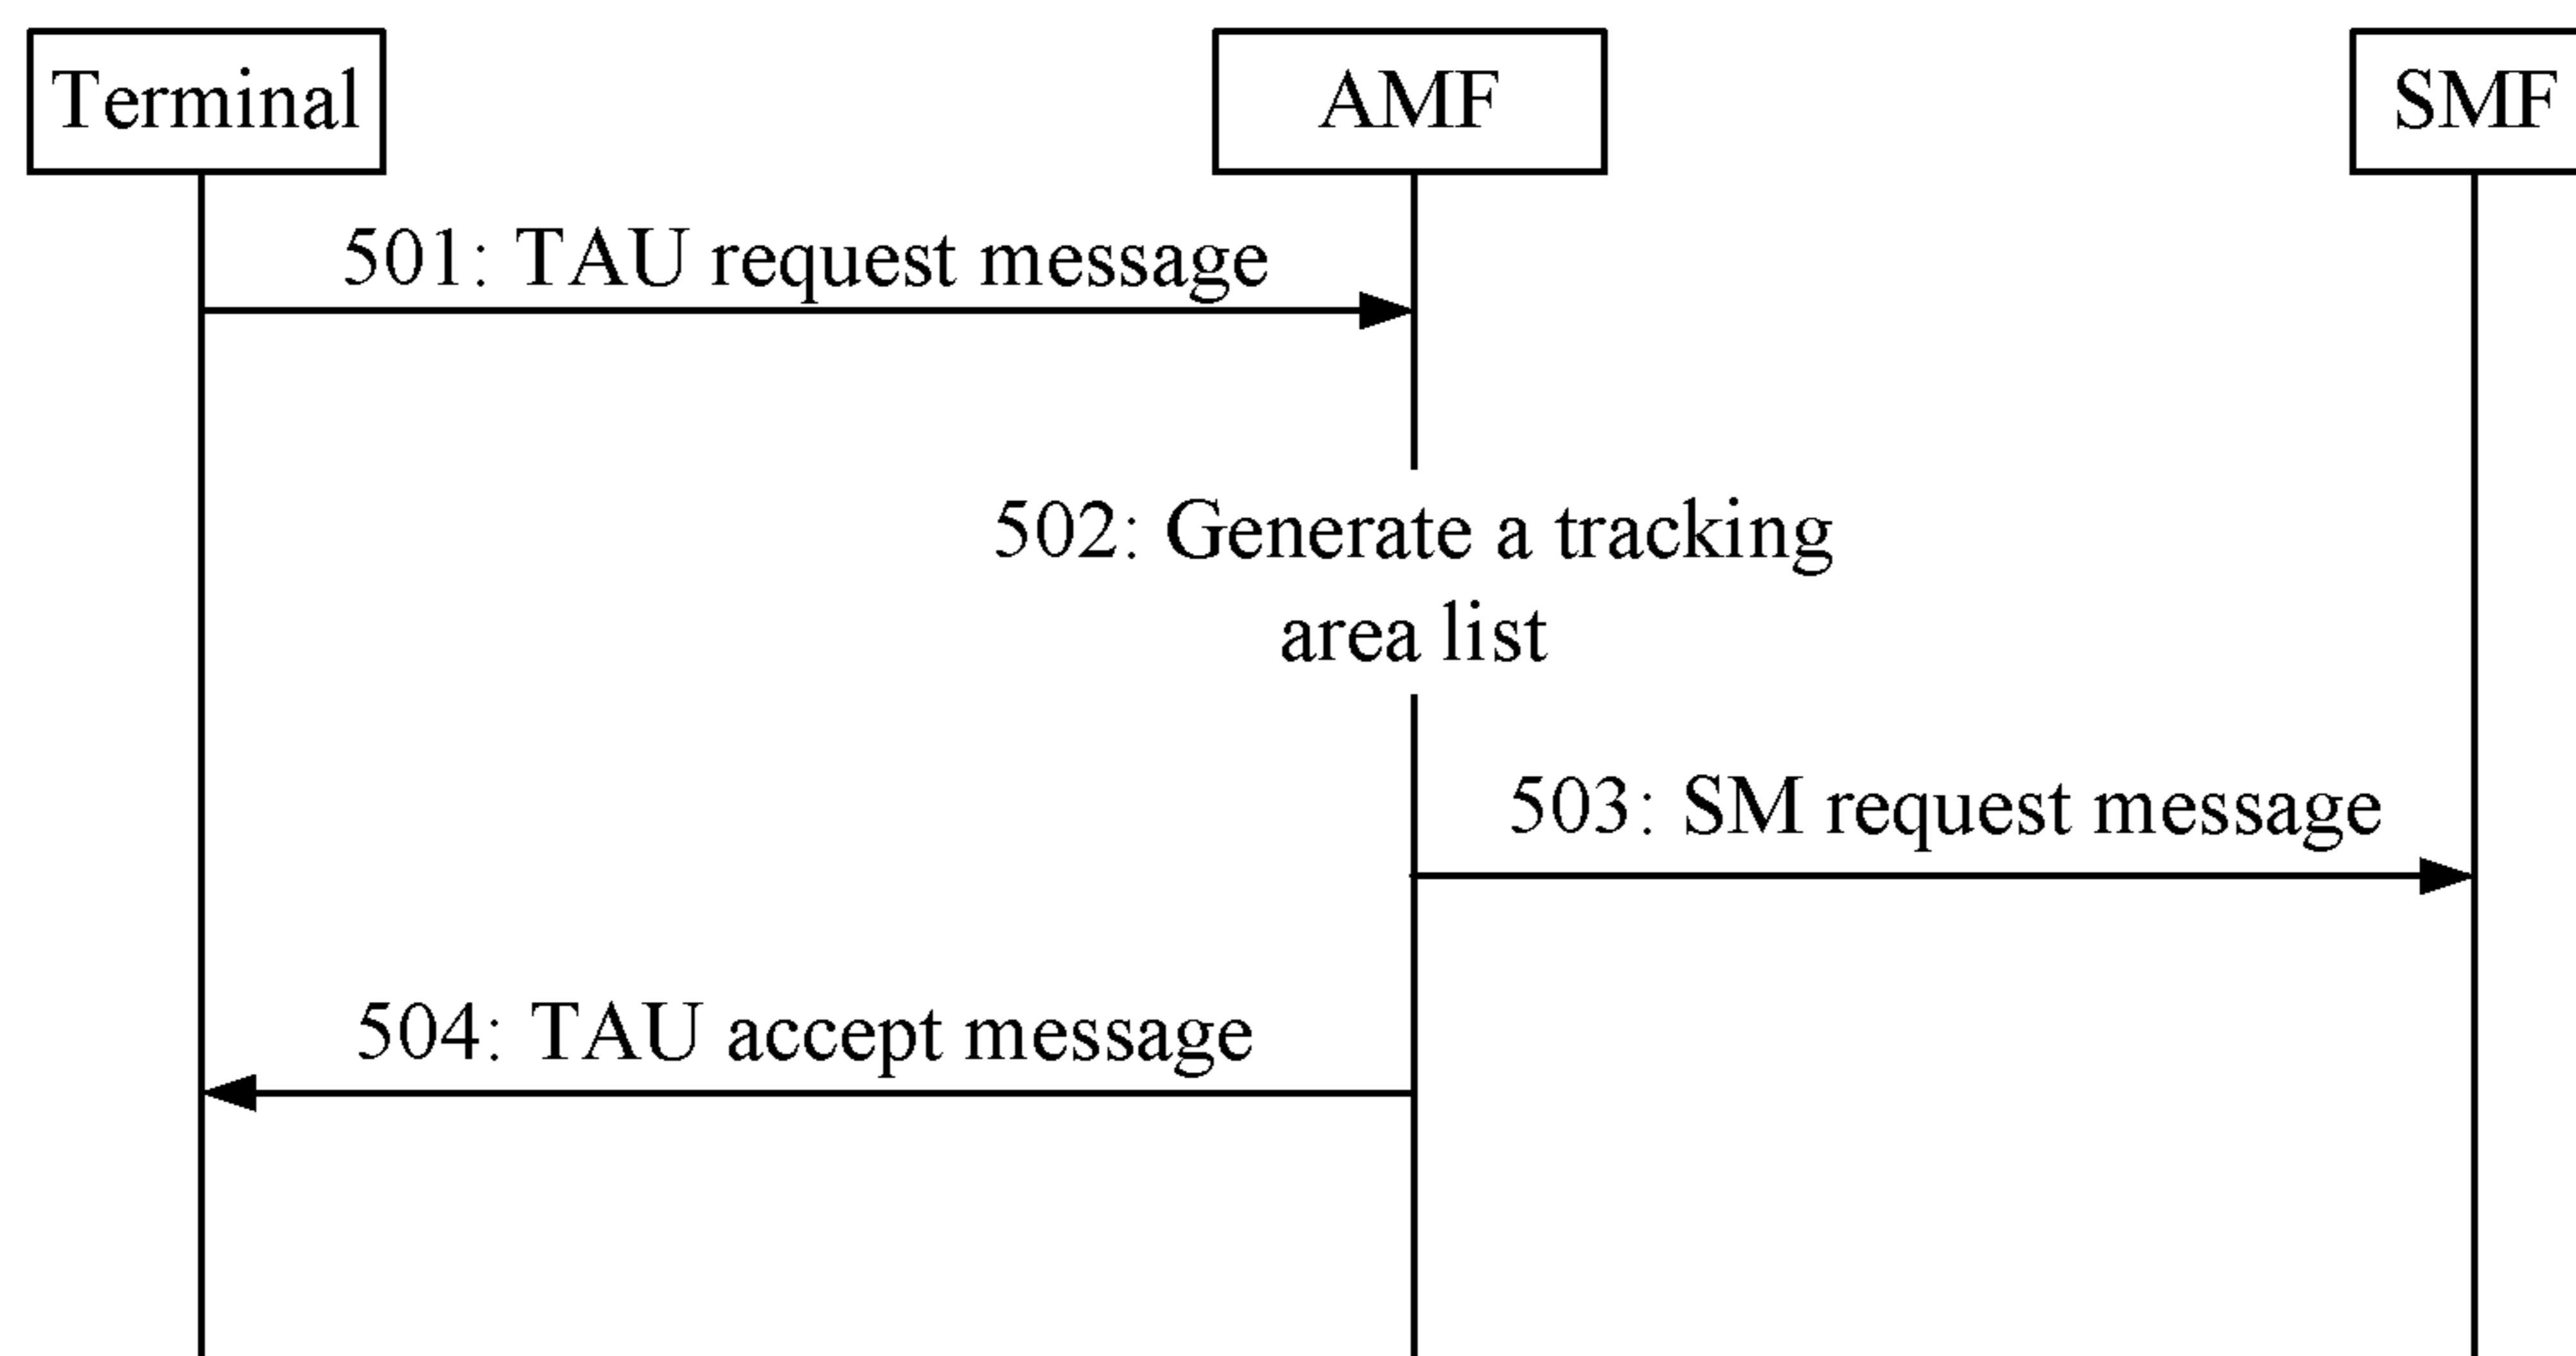 Terminal
AMF
SMF
501: TAU request message
502: Generate a tracking
area list
503: SM request message
504: TAU accept message